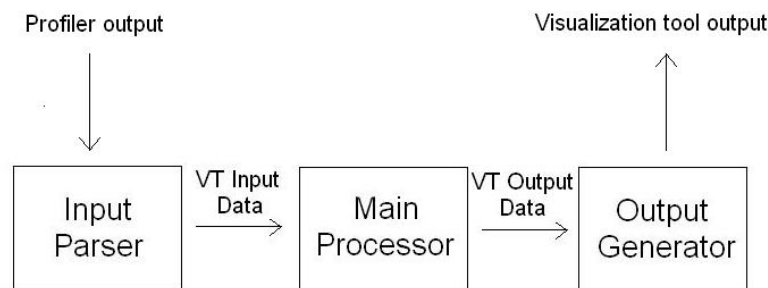 Profiler output
Visualization tool output
VT Input
Data
VT Output
Data
Input
Parser
Main
Processor
Output
Generator